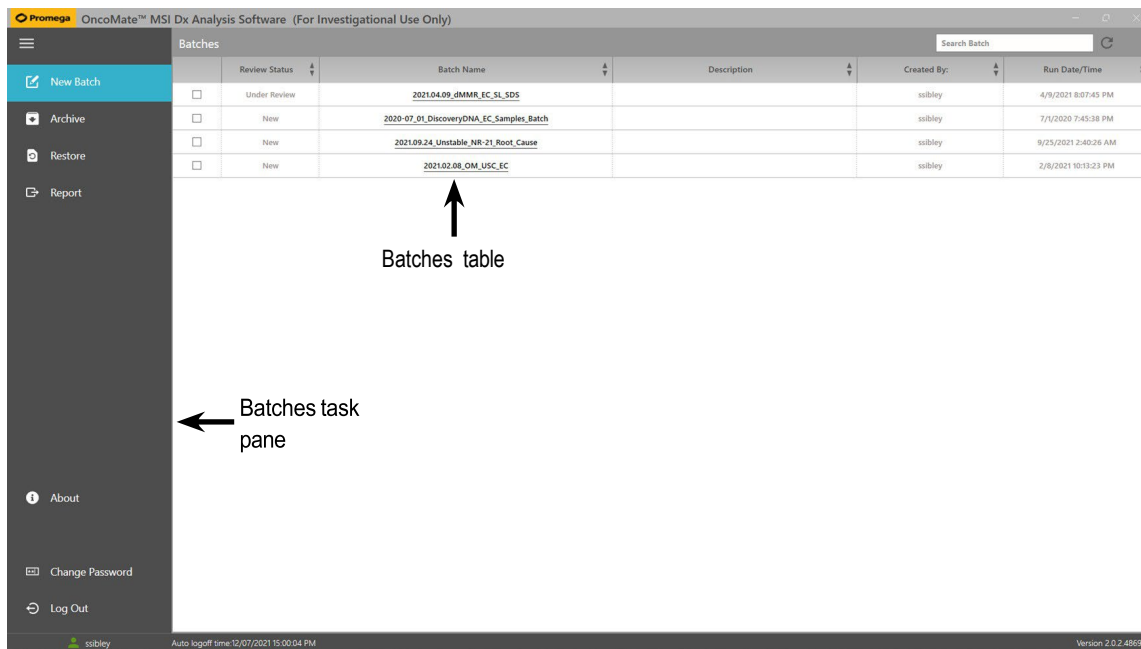 Promega OncoMate™ MSI Dx Analysis Software (For Investigational Use Only)
Batches Search Batch
Review Status Batch Name Description Created By: Run Date/Time
New Batch
Under Review 2021.04.09_dMMR_EC_SL_SDS ssibley 4/9/2021 8:07:45 PM
Archive
New 2020-07_01_DiscoveryDNA_EC_Samples_Batch ssibley 7/1/2020 7:45:38 PM
New 2021.09.24_Unstable_NR-21_Root_Cause ssibley 9/25/2021 2:40:26 AM
Restore
New 2021.02.08_OM_USC_EC ssibley 2/8/2021 10:13:23 PM
Report
Batches table
Batches task
pane
About
Change Password
Log Out
ssibley Auto logoff time:12/07/2021 15:00:04 PM Version 2.0.2.4869